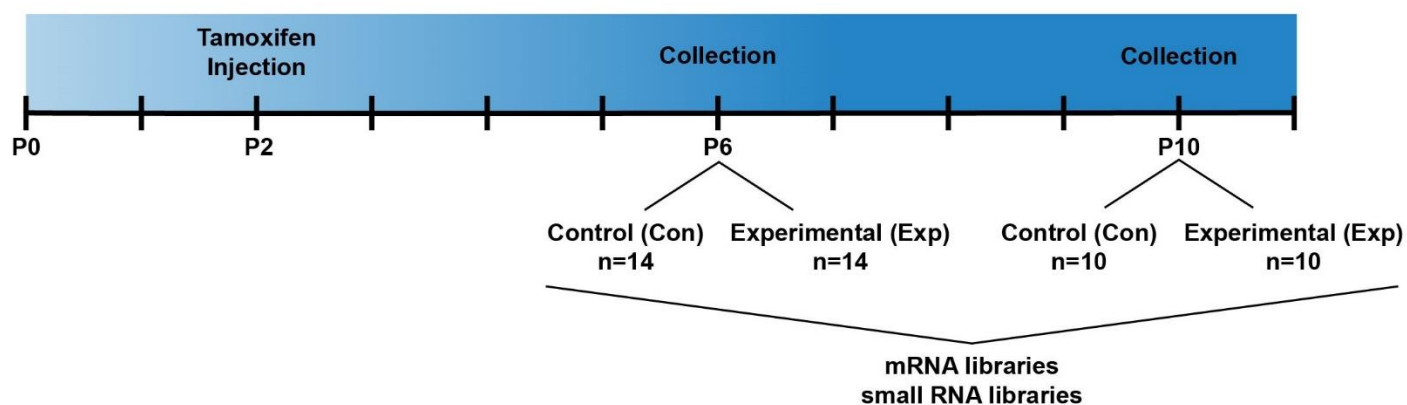 Tamoxifen
Injection
Collection
Collection
P0
P2
P6
P10
Control (Con)
n=14
Experimental (Exp)
n=14
Control (Con)
n=10
Experimental (Exp)
n=10
mRNA libraries
small RNA libraries